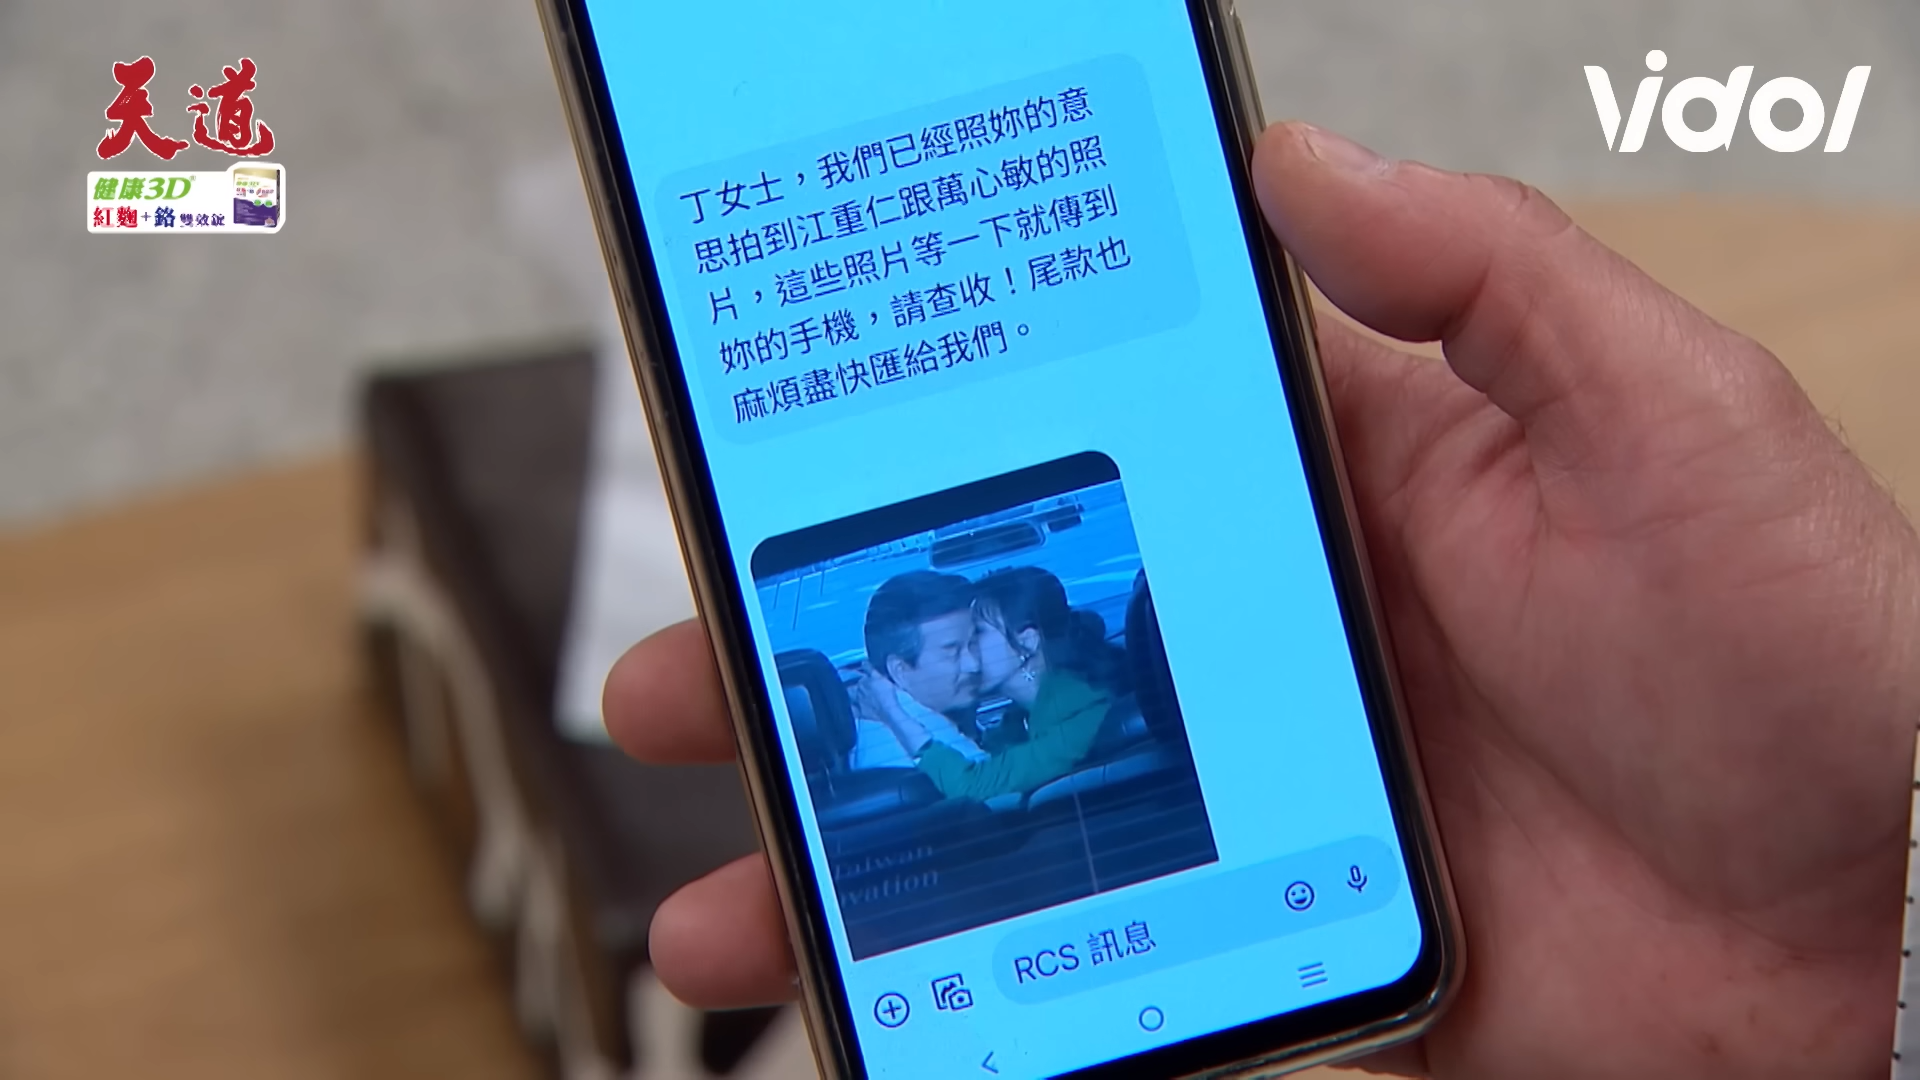 天道
健康3D
紅麴+鉻 雙效錠
Vidol
丁女士，我們已經照妳的意
思拍到江重仁跟萬心敏的照
片，這些照片等一下就傳到
妳的手機，請查收！尾款也
麻煩盡快匯給我們。
Taiwan
ovation
RCS 訊息